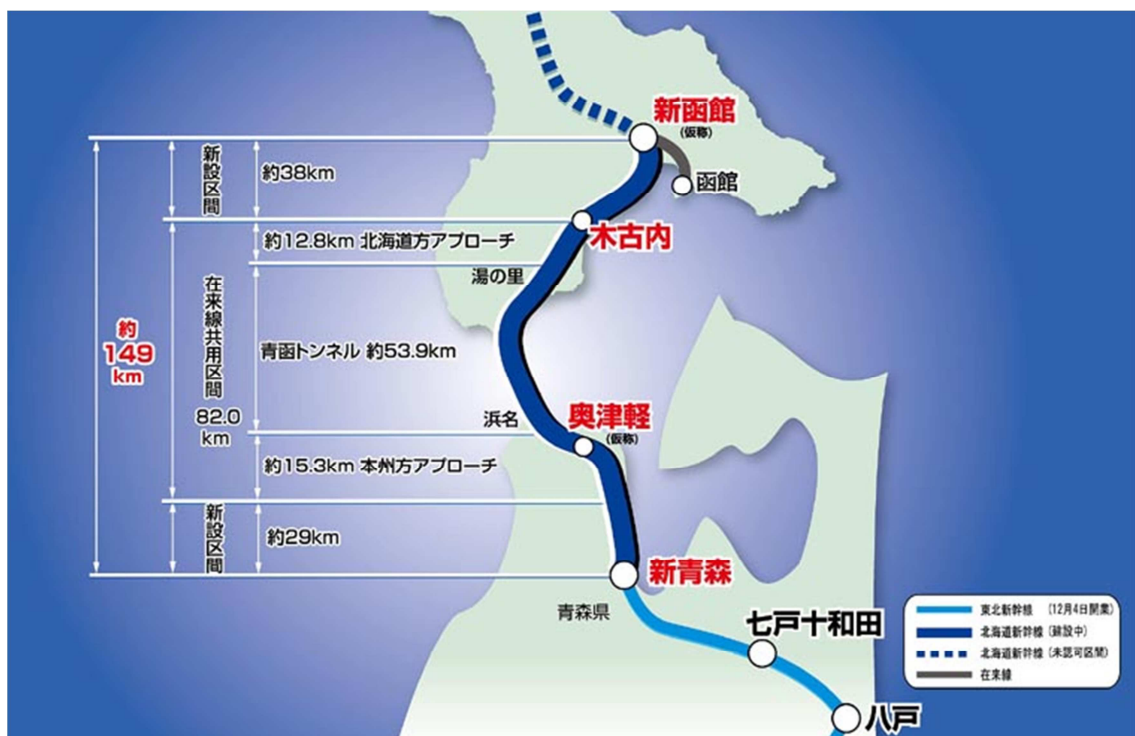 新函館
(仮称)
函館
木古内
奥津軽
(仮称)
新青森
七戸十和田
八戸
青森県
約
149
km
新設区間
約38km
在来線共用区間
82.0
km
約12.8km 北海道方アプローチ
湯の里
青函トンネル 約53.9km
浜名
約15.3km 本州方アプローチ
新設区間
約29km
東北新幹線 (12月4日開業)
北海道新幹線 (建設中)
北海道新幹線 (未認可区間)
在来線